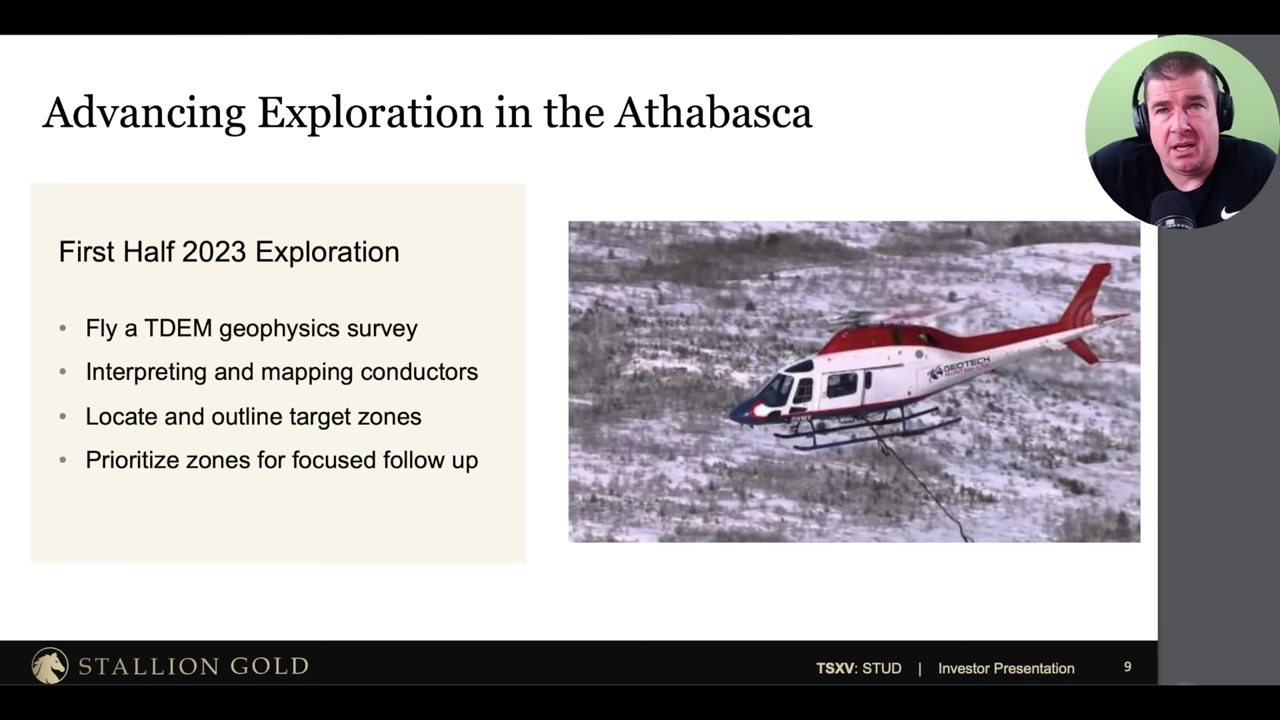 Advancing Exploration in the Athabasca
First Half 2023 Exploration
• Fly a TDEM geophysics survey
• Interpreting and mapping conductors
• Locate and outline target zones
• Prioritize zones for focused follow up
GEOTECH
STALLION GOLD
TSXV: STUD | Investor Presentation 9